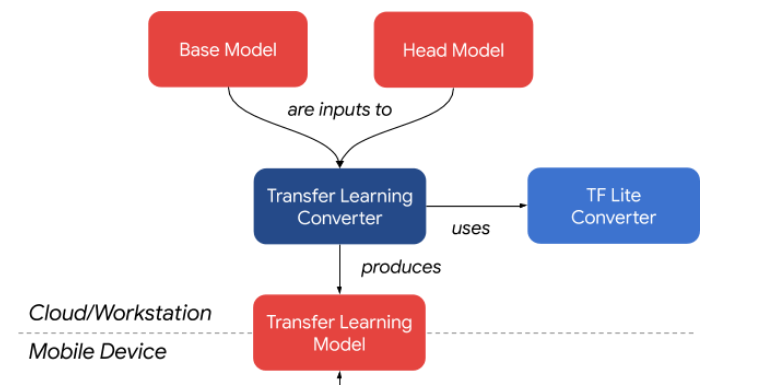 Base Model
Head Model
are inputs to
Transfer Learning
Converter
uses
TF Lite
Converter
produces
Cloud/Workstation
Transfer Learning
Model
Mobile Device